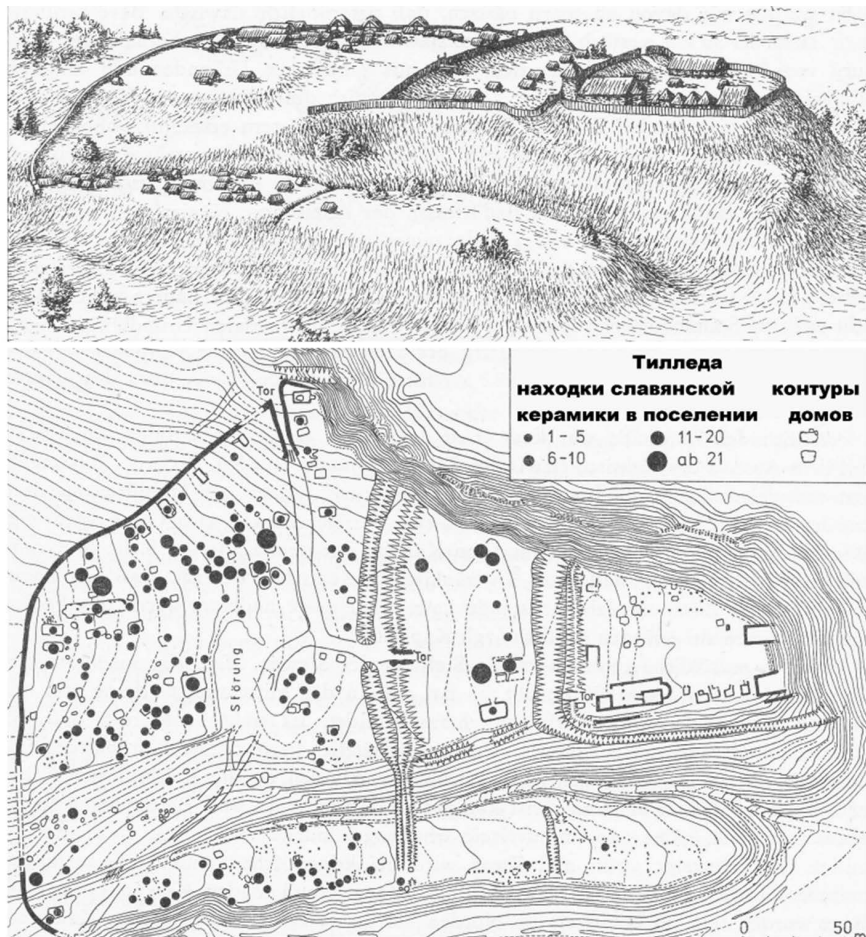 Тилледа
находки славянской контуры
керамики в поселении домов
1-5 11-20
6-10 ab 21
Tor
Störung
Tor
Tor
0 50
m